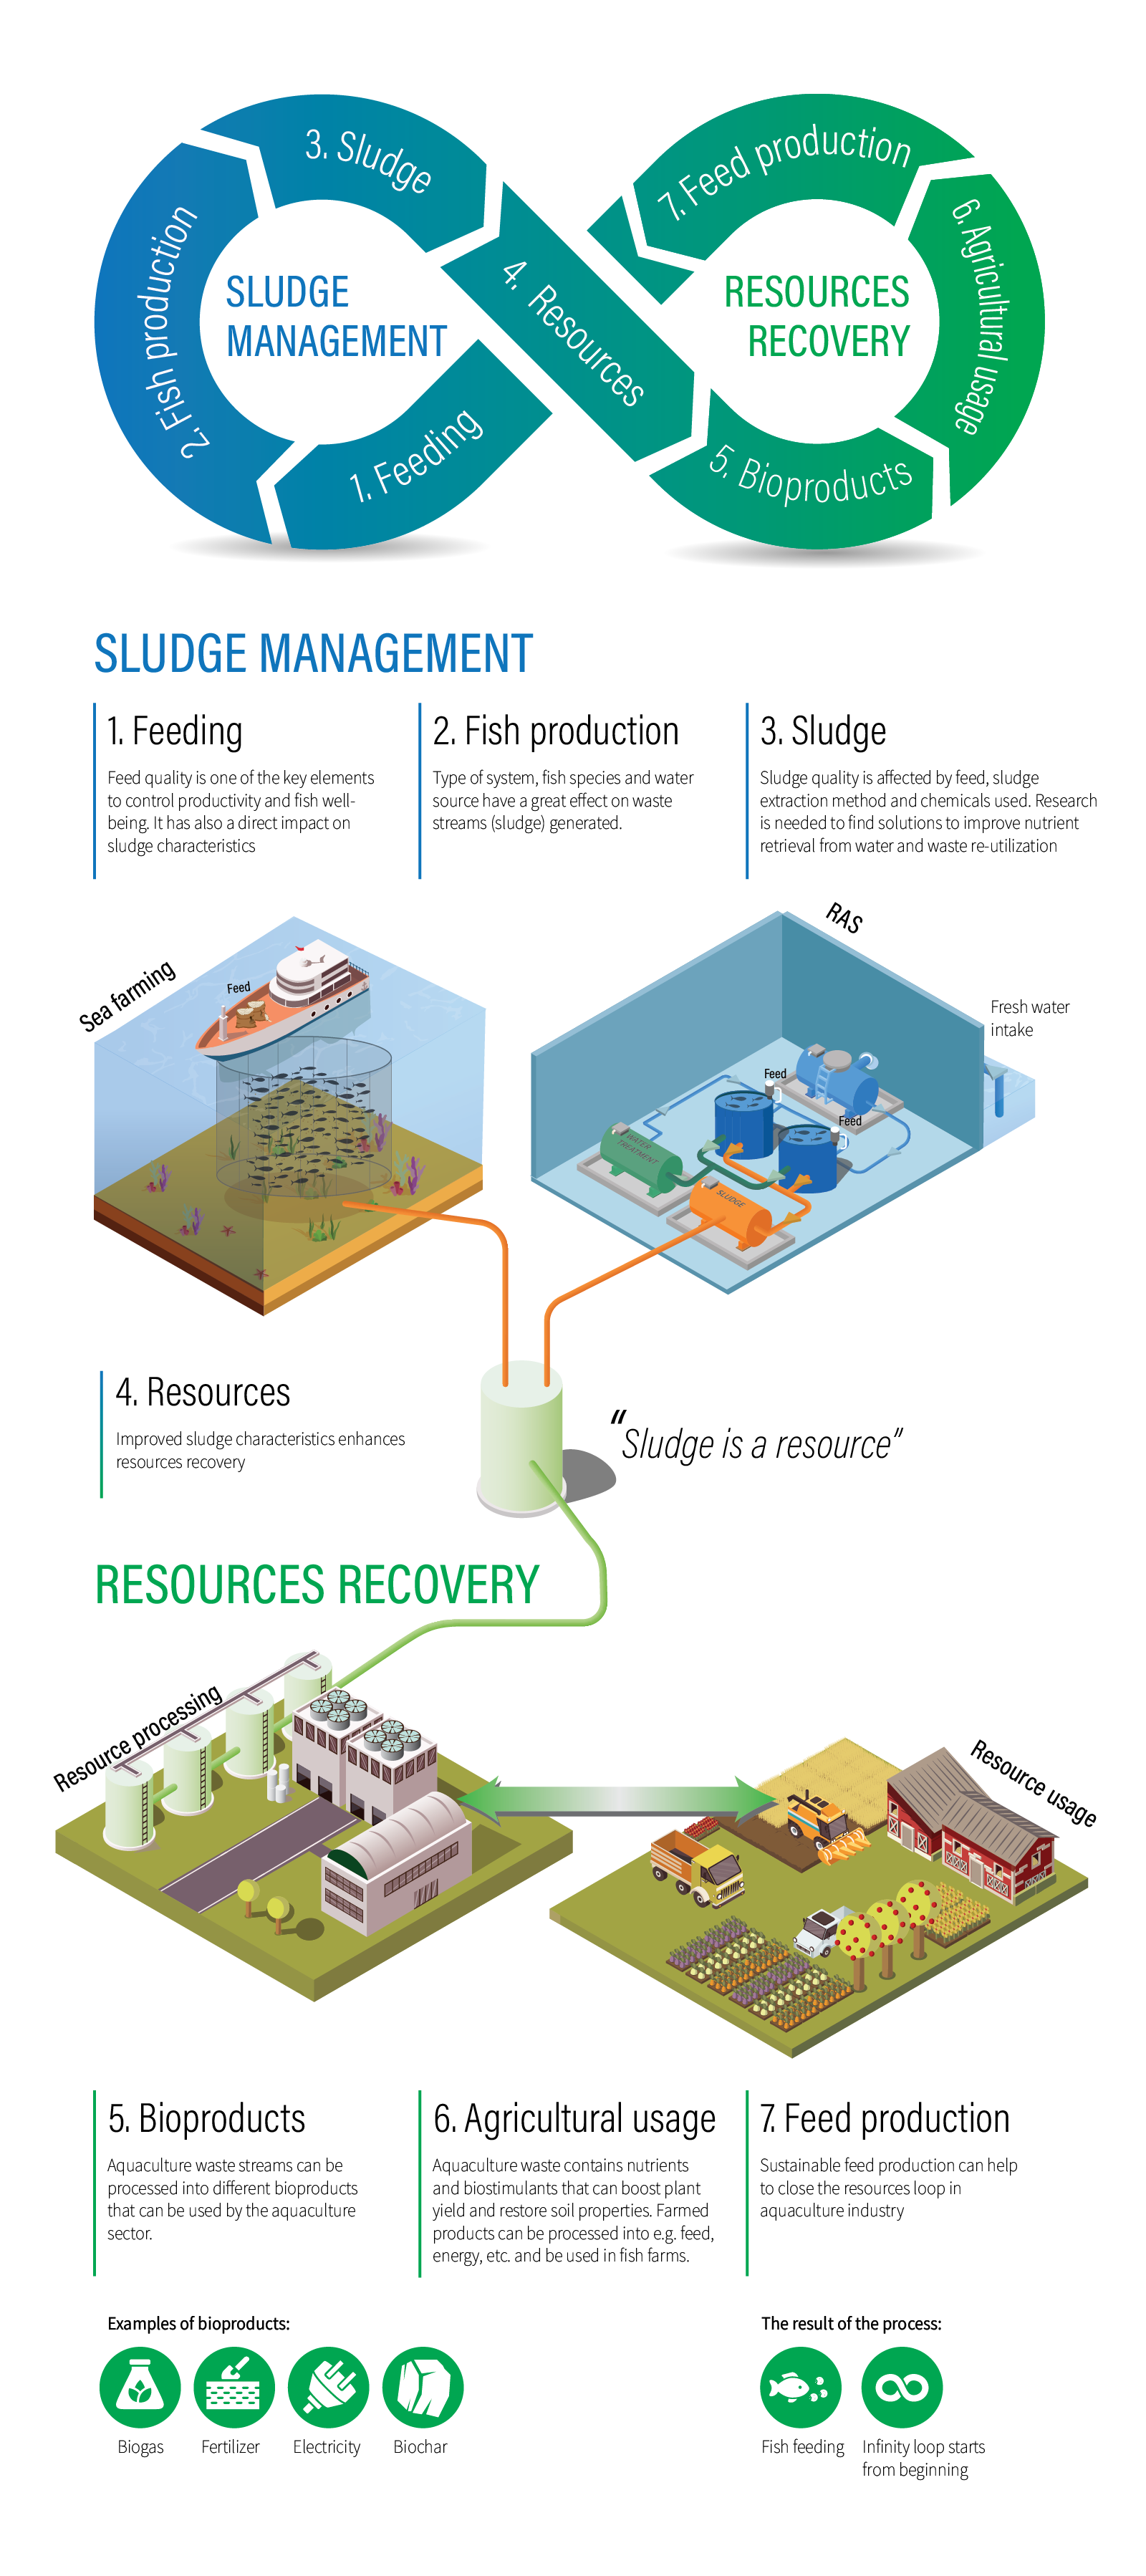 3. Sludge
7. Feed production
2. Fish production
SLUDGE
MANAGEMENT
4. Resources
RESOURCES
RECOVERY
6. Agricultural usage
1. Feeding
5. Bioproducts
SLUDGE MANAGEMENT
1. Feeding
Feed quality is one of the key elements
to control productivity and fish well-
being. It has also a direct impact on
sludge characteristics
2. Fish production
Type of system, fish species and water
source have a great effect on waste
streams (sludge) generated.
3. Sludge
Sludge quality is affected by feed, sludge
extraction method and chemicals used. Research
is needed to find solutions to improve nutrient
retrieval from water and waste re-utilization
Sea farming
Feed
RAS
Fresh water
intake
Feed
Feed
WATER
TREATMENT
SLUDGE
4. Resources
Improved sludge characteristics enhances
resources recovery
“Sludge is a resource”
RESOURCES RECOVERY
Resource processing
Resource usage
5. Bioproducts
Aquaculture waste streams can be
processed into different bioproducts
that can be used by the aquaculture
sector.
6. Agricultural usage
Aquaculture waste contains nutrients
and biostimulants that can boost plant
yield and restore soil properties. Farmed
products can be processed into e.g. feed,
energy, etc. and be used in fish farms.
7. Feed production
Sustainable feed production can help
to close the resources loop in
aquaculture industry
Examples of bioproducts:
Biogas
Fertilizer
Electricity
Biochar
The result of the process:
Fish feeding
Infinity loop starts
from beginning